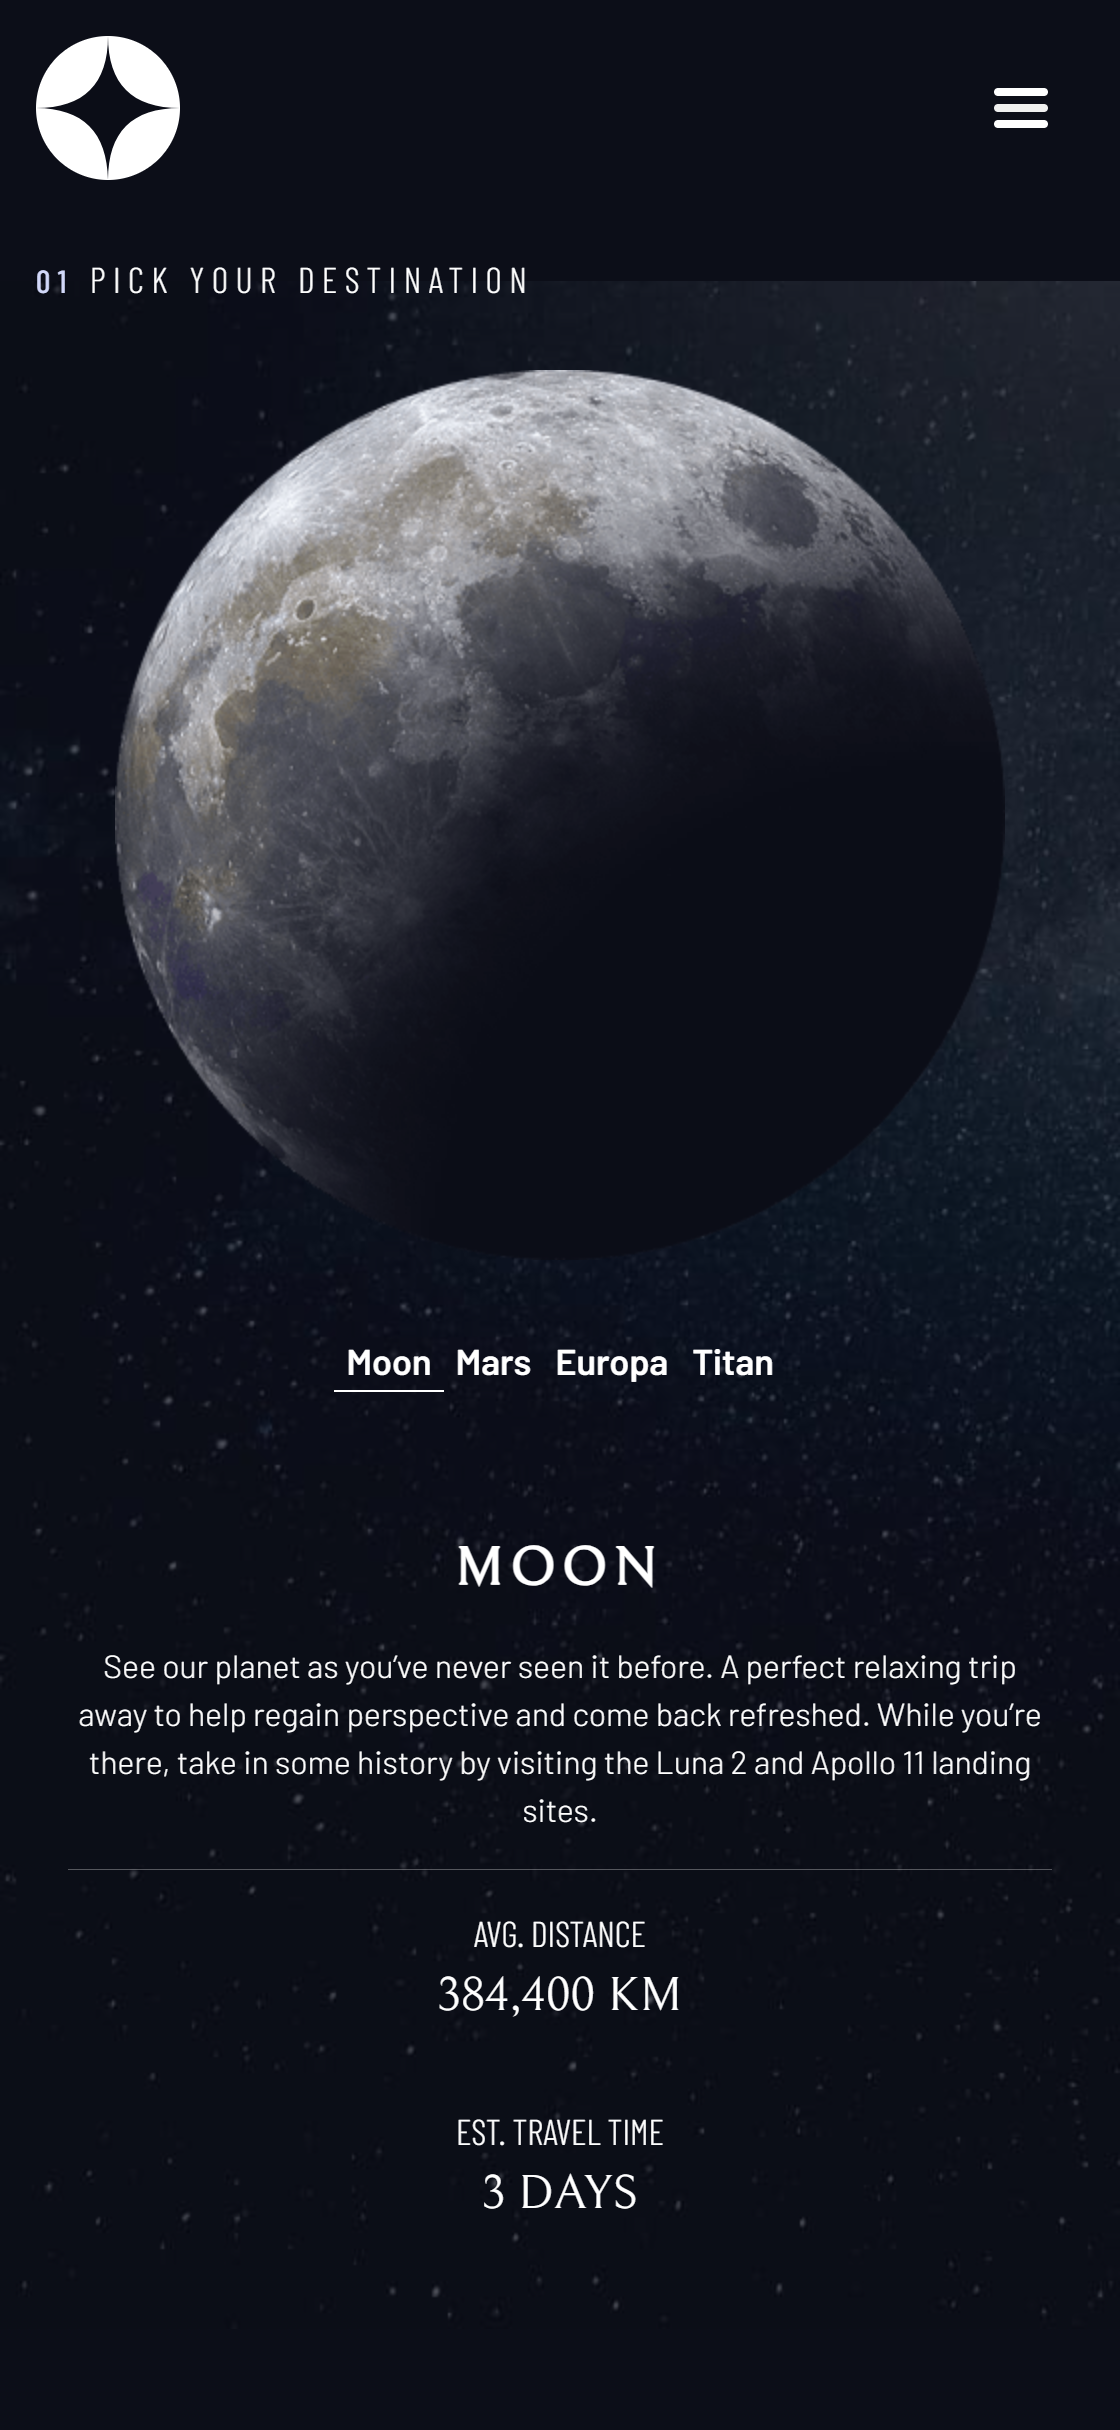 01 PICK YOUR DESTINATION
Moon Mars Europa Titan
MOON
See our planet as you’ve never seen it before. A perfect relaxing trip
away to help regain perspective and come back refreshed. While you’re
there, take in some history by visiting the Luna 2 and Apollo 11 landing
sites.
AVG. DISTANCE
384,400 KM
EST. TRAVEL TIME
3 DAYS